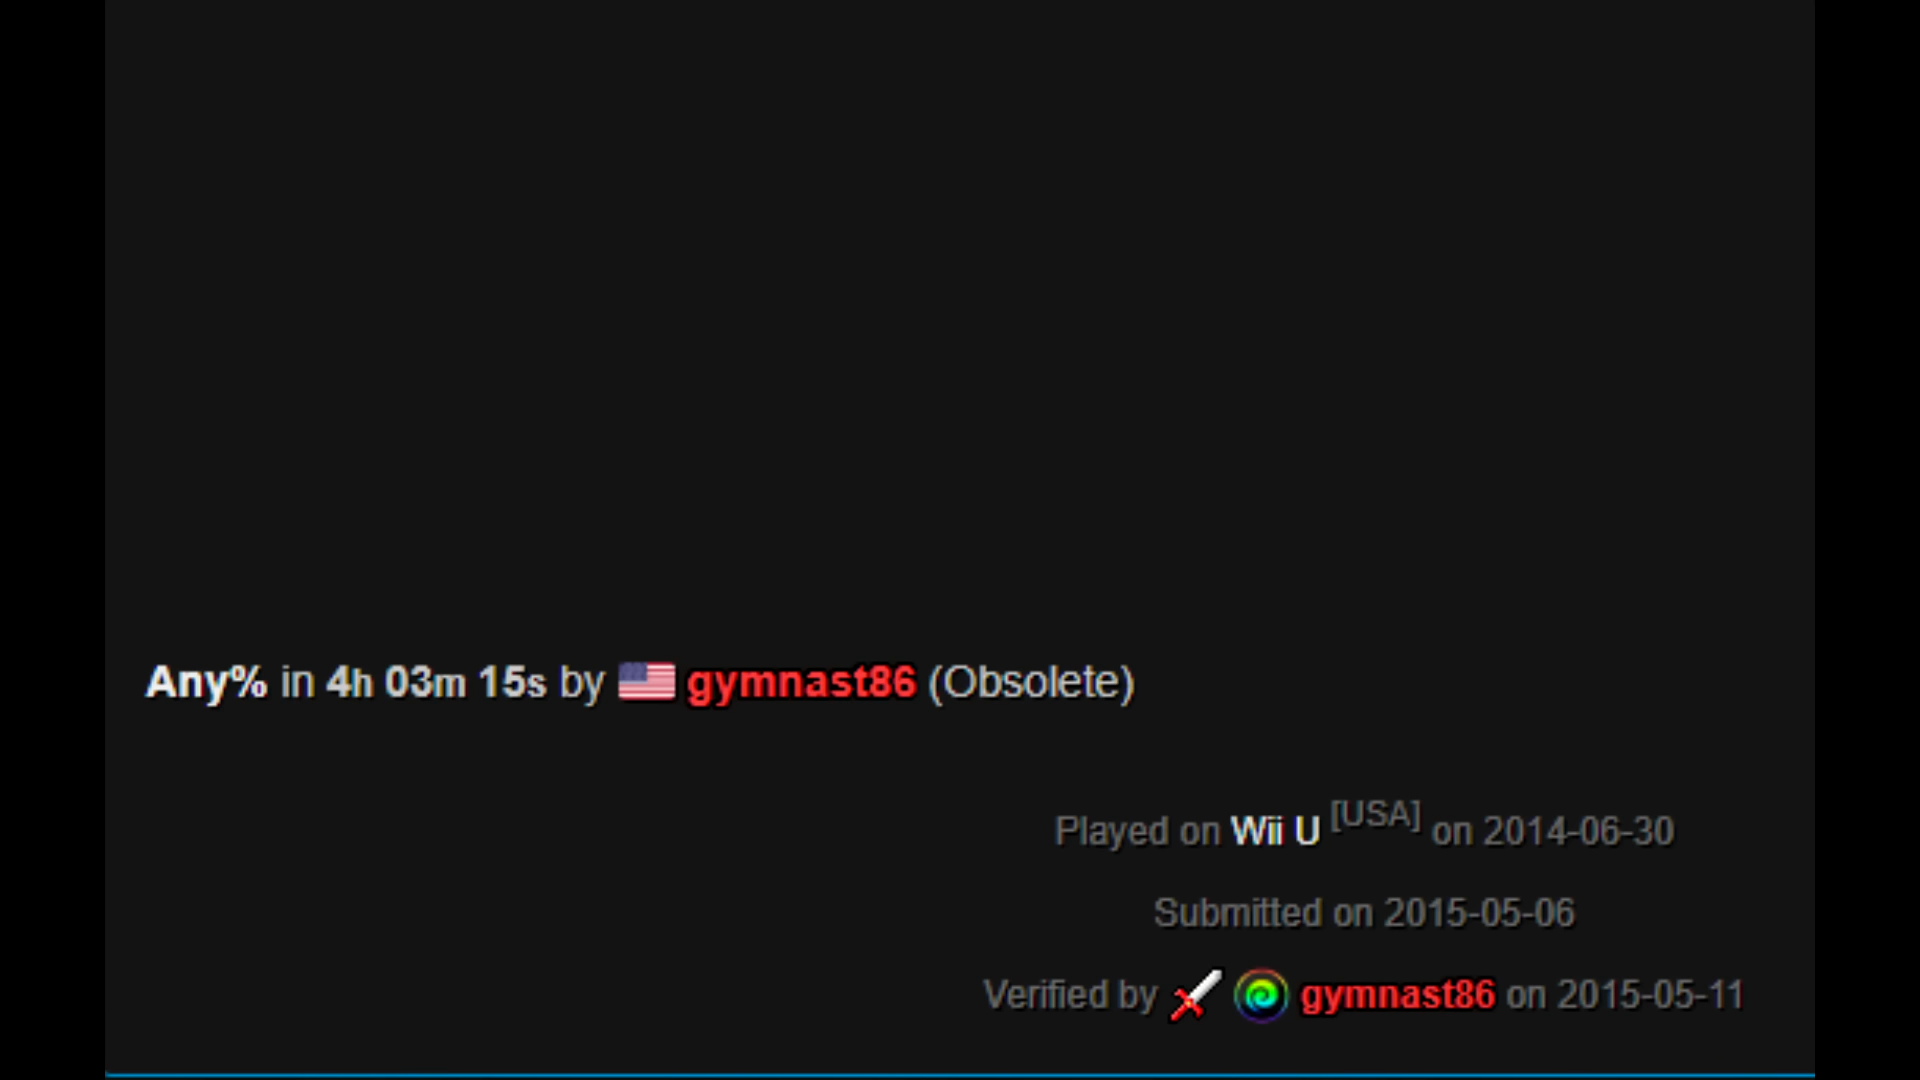 Any% in 4h 03m 15s by gymnast86 (Obsolete)
Played on Wii U [USA] on 2014-06-30
Submitted on 2015-05-06
Verified by gymnast86 on 2015-05-11